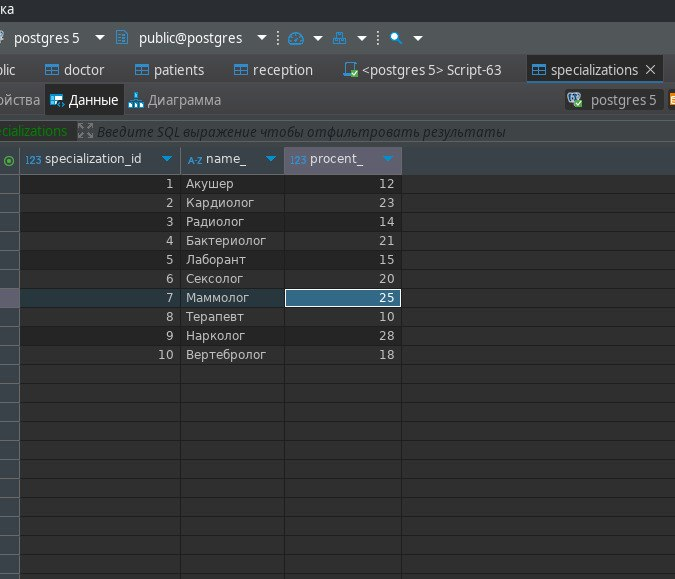 ка
postgres 5 public@postgres
blic doctor patients reception <postgres 5> Script-63 specializations
ойства Данные Диаграмма postgres 5
ecializations Введите SQL выражение чтобы отфильтровать результаты
123 specialization_id A-Z name_ 123 procent_
1 Акушер 12
2 Кардиолог 23
3 Радиолог 14
4 Бактериолог 21
5 Лаборант 15
6 Сексолог 20
7 Маммолог 25
8 Терапевт 10
9 Нарколог 28
10 Вертебролог 18